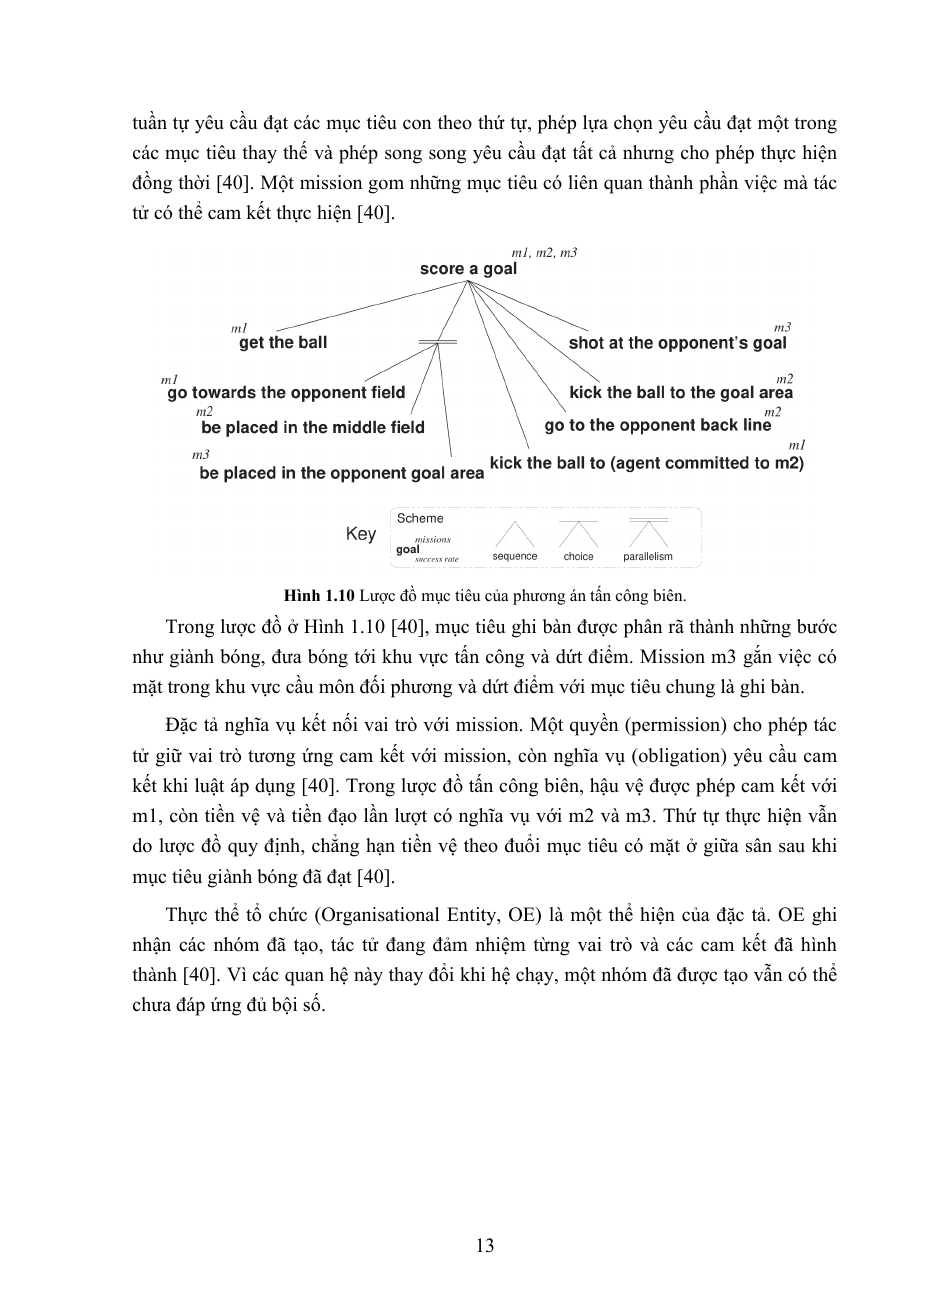 tuần tự yêu cầu đạt các mục tiêu con theo thứ tự, phép lựa chọn yêu cầu đạt một trong
các mục tiêu thay thế và phép song song yêu cầu đạt tất cả nhưng cho phép thực hiện
đồng thời [40]. Một mission gom những mục tiêu có liên quan thành phần việc mà tác
tử có thể cam kết thực hiện [40].
m1, m2, m3
score a goal
m1
get the ball
m3
shot at the opponent's goal
m1
go towards the opponent field
m2
kick the ball to the goal area
m2
be placed in the middle field
m2
go to the opponent back line
m3
be placed in the opponent goal area
m1
kick the ball to (agent committed to m2)
Key
Scheme
missions
goal
success rate
sequence
choice
parallelism
Hình 1.10 Lược đồ mục tiêu của phương án tấn công biên.
Trong lược đồ ở Hình 1.10 [40], mục tiêu ghi bàn được phân rã thành những bước
như giành bóng, đưa bóng tới khu vực tấn công và dứt điểm. Mission m3 gắn việc có
mặt trong khu vực cầu môn đối phương và dứt điểm với mục tiêu chung là ghi bàn.
Đặc tả nghĩa vụ kết nối vai trò với mission. Một quyền (permission) cho phép tác
tử giữ vai trò tương ứng cam kết với mission, còn nghĩa vụ (obligation) yêu cầu cam
kết khi luật áp dụng [40]. Trong lược đồ tấn công biên, hậu vệ được phép cam kết với
m1, còn tiền vệ và tiền đạo lần lượt có nghĩa vụ với m2 và m3. Thứ tự thực hiện vẫn
do lược đồ quy định, chẳng hạn tiền vệ theo đuổi mục tiêu có mặt ở giữa sân sau khi
mục tiêu giành bóng đã đạt [40].
Thực thể tổ chức (Organisational Entity, OE) là một thể hiện của đặc tả. OE ghi
nhận các nhóm đã tạo, tác tử đang đảm nhiệm từng vai trò và các cam kết đã hình
thành [40]. Vì các quan hệ này thay đổi khi hệ chạy, một nhóm đã được tạo vẫn có thể
chưa đáp ứng đủ bội số.
13